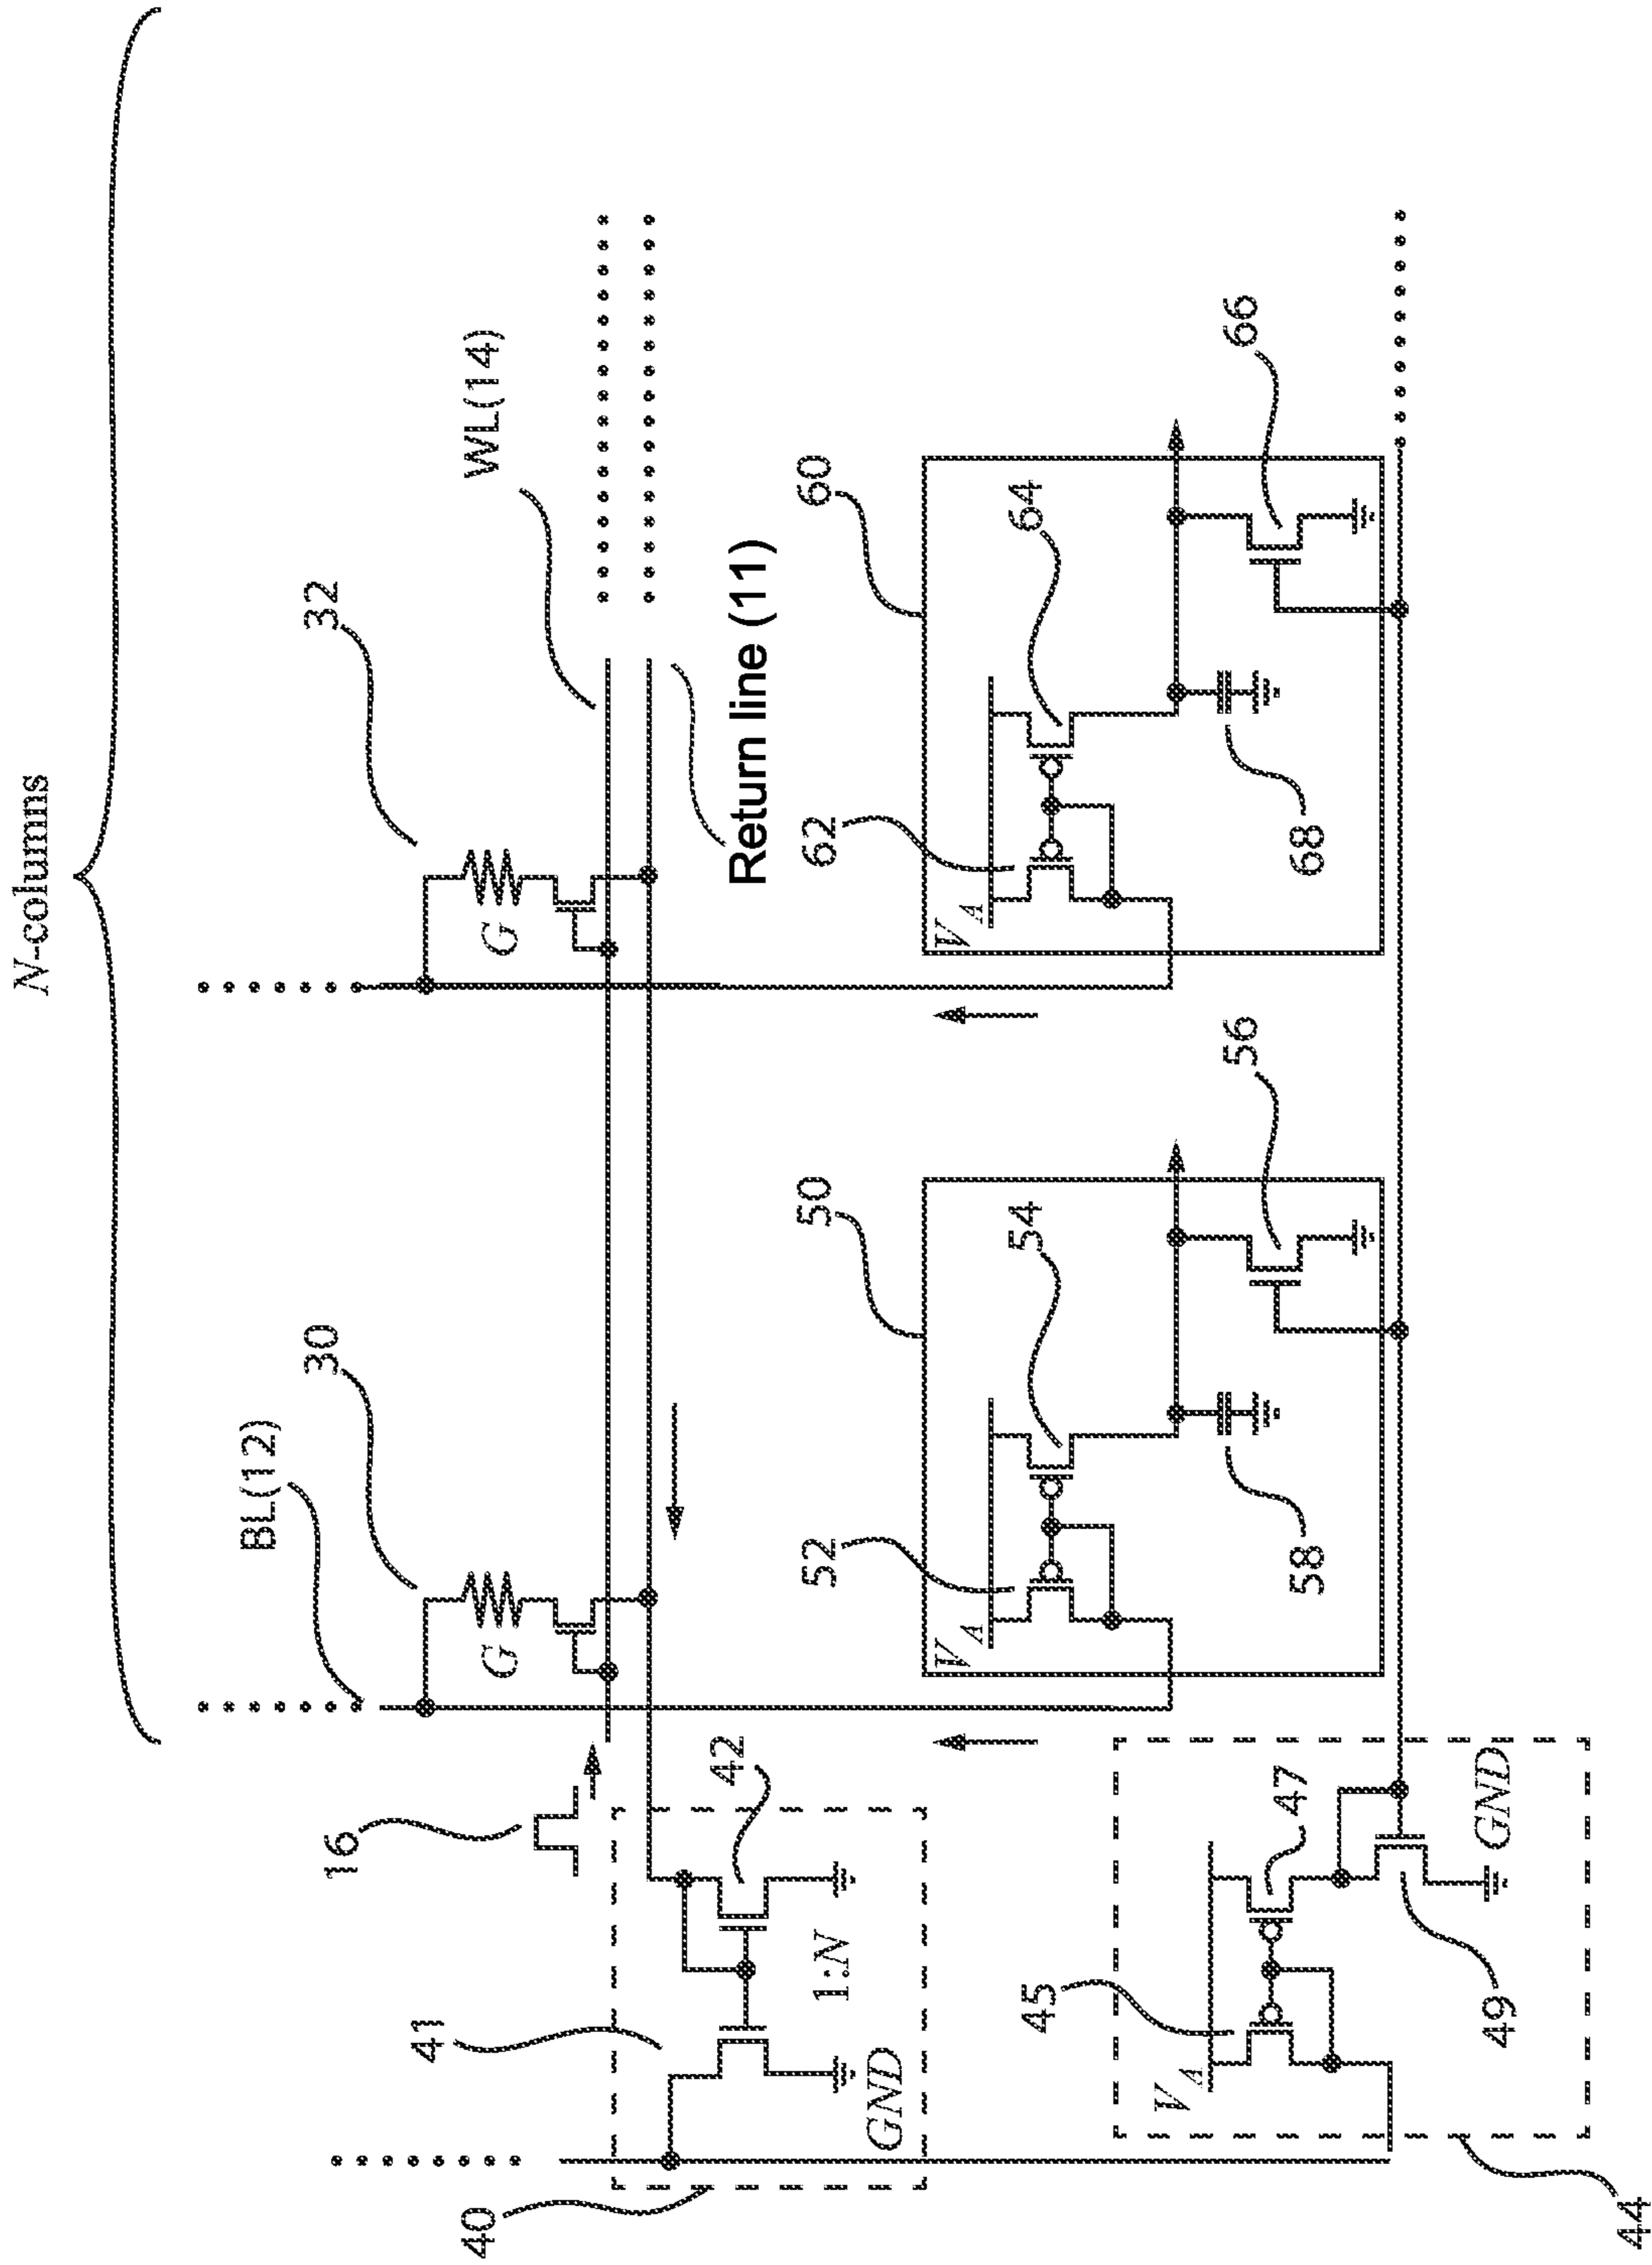 N-columns
BL(12)
30
32
WL(14)
Return line (11)
G
G
16
41
42
1:N
GND
40
50
52
54
V_A
58
56
60
62
64
V_A
68
66
45
47
V_A
49
GND
44